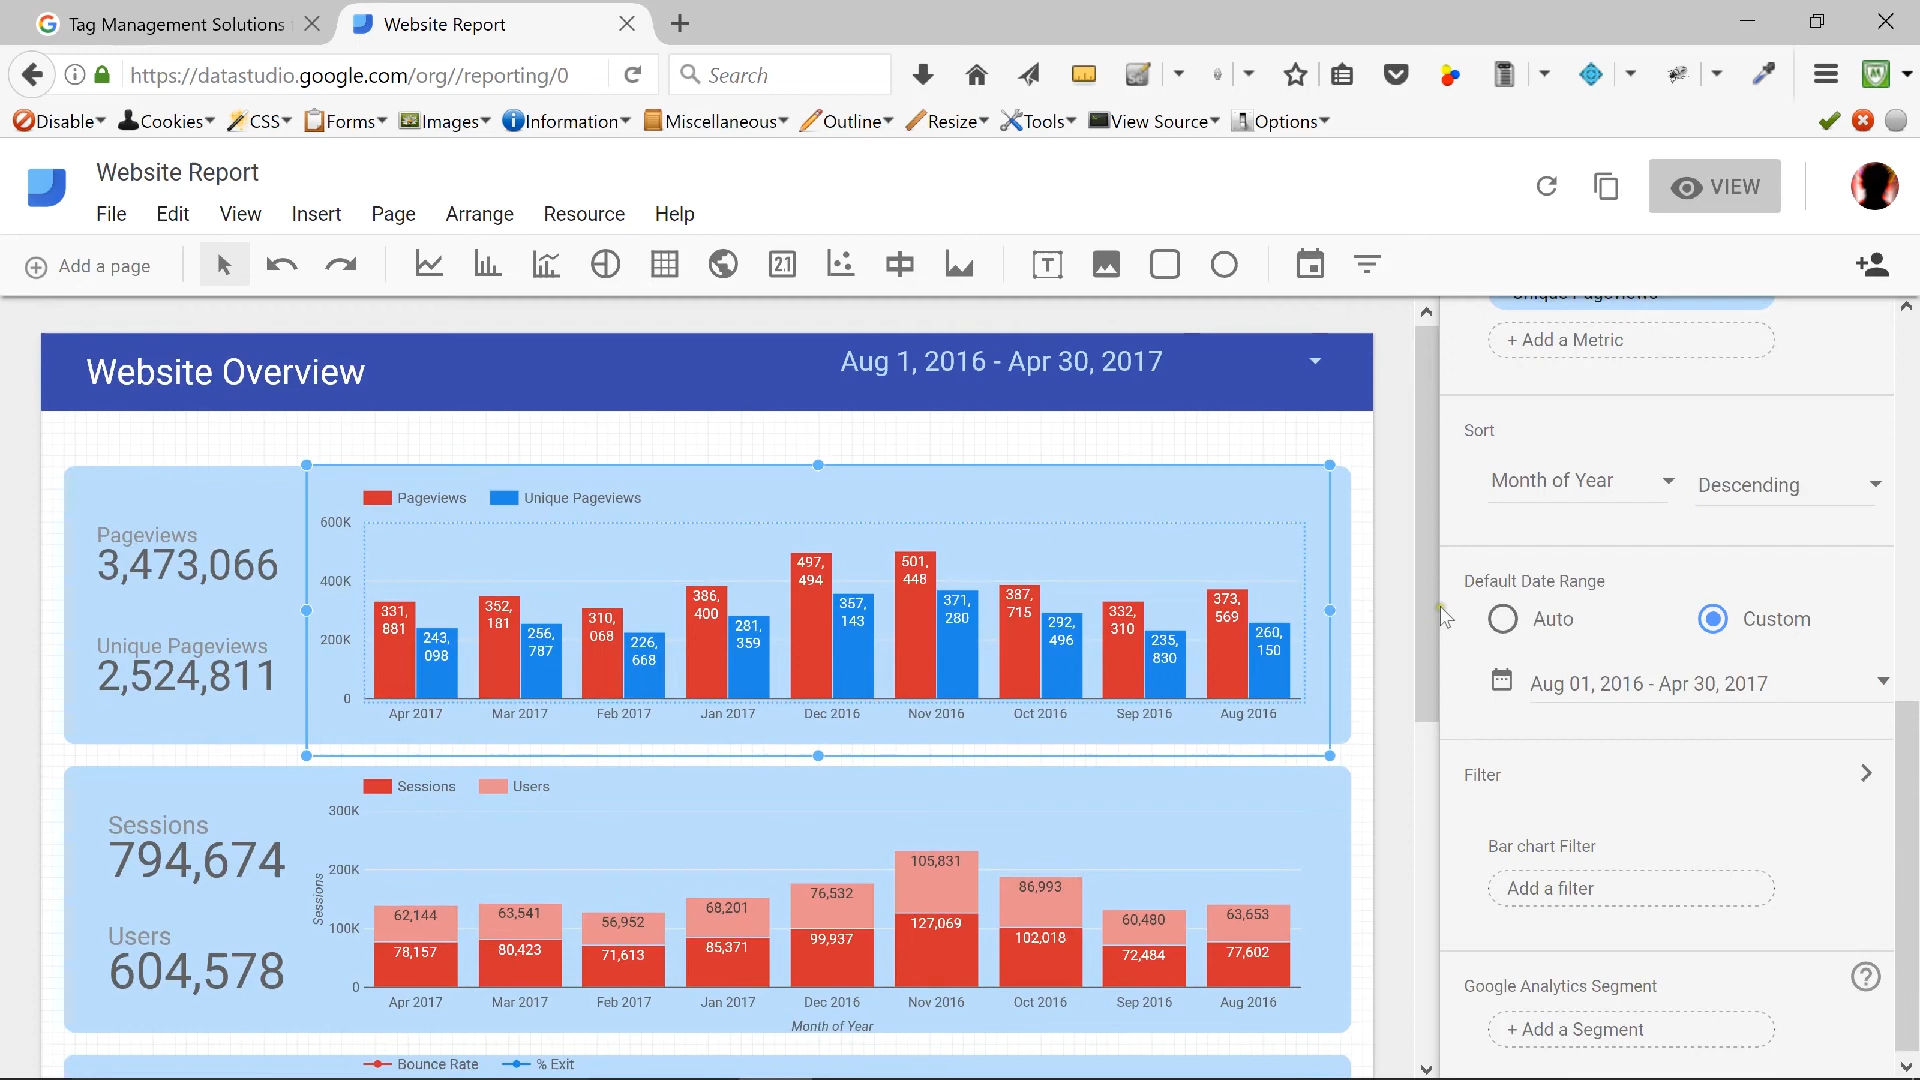 Tag Management Solutions
Website Report
https://datastudio.google.com/org//reporting/0
Search
Disable Cookies CSS Forms Images Information Miscellaneous Outline Resize Tools View Source Options
Website Report
File Edit View Insert Page Arrange Resource Help
VIEW
Add a page
Website Overview
Aug 1, 2016 - Apr 30, 2017
Pageviews
3,473,066
Unique Pageviews
2,524,811
Pageviews Unique Pageviews
600K
400K
200K
0
331,
881
243,
098
352,
181
256,
787
310,
068
226,
668
386,
400
281,
359
497,
494
357,
143
501,
448
371,
280
387,
715
292,
496
332,
310
235,
830
373,
569
260,
150
Apr 2017 Mar 2017 Feb 2017 Jan 2017 Dec 2016 Nov 2016 Oct 2016 Sep 2016 Aug 2016
Sessions
794,674
Users
604,578
Sessions Users
300K
200K
100K
0
Sessions
62,144 63,541 56,952 68,201 76,532 105,831 86,993 60,480 63,653
78,157 80,423 71,613 85,371 99,937 127,069 102,018 72,484 77,602
Apr 2017 Mar 2017 Feb 2017 Jan 2017 Dec 2016 Nov 2016 Oct 2016 Sep 2016 Aug 2016
Month of Year
Bounce Rate % Exit
Unique Pageviews
+ Add a Metric
Sort
Month of Year Descending
Default Date Range
Auto Custom
Aug 01, 2016 - Apr 30, 2017
Filter
Bar chart Filter
Add a filter
Google Analytics Segment
+ Add a Segment